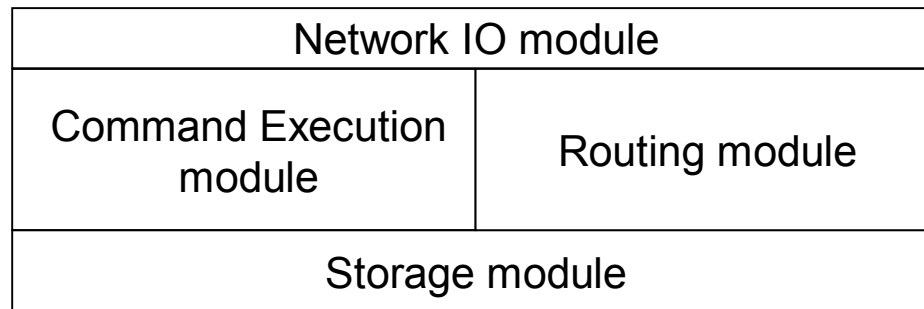 Network IO module
Command Execution
module
Routing module
Storage module